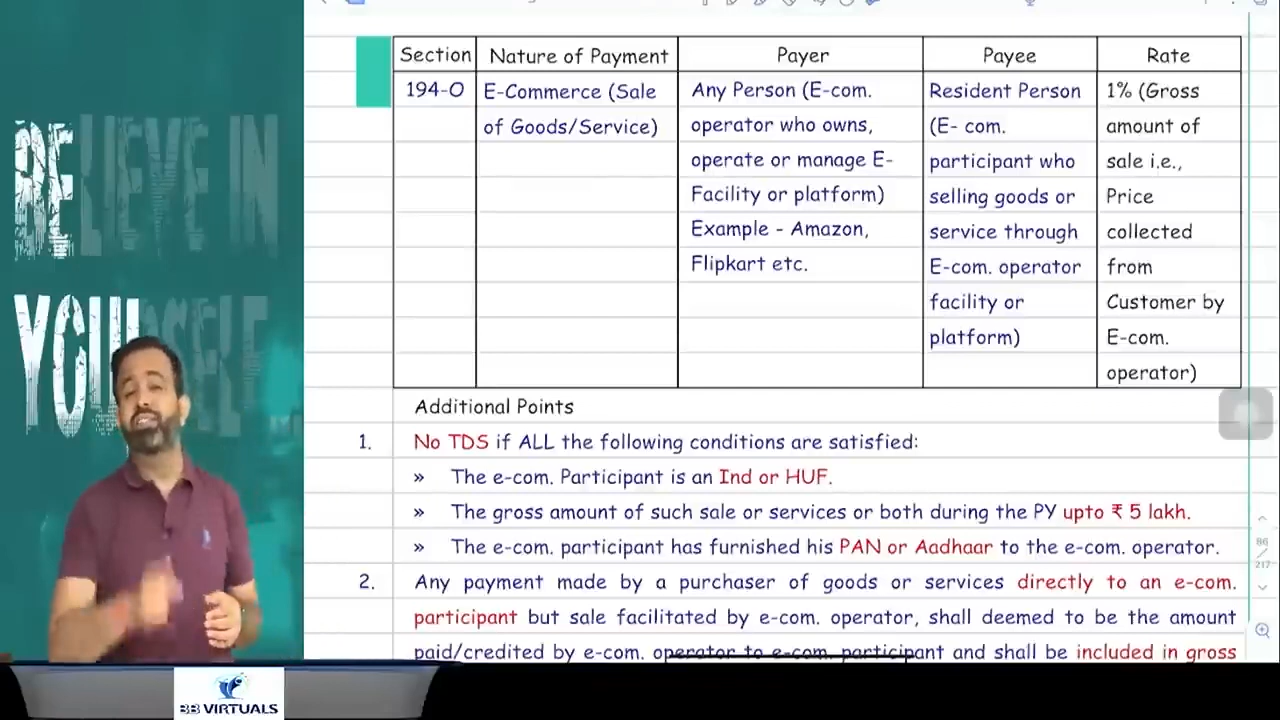 BELIEVE IN
Section Nature of Payment Payer Payee Rate
194-O E-Commerce (Sale Any Person (E-com. Resident Person 1% (Gross
of Goods/Service) operator who owns, (E- com. amount of
operate or manage E- participant who sale i.e.,
Facility or platform) selling goods or Price
Example - Amazon, service through collected
Flipkart etc. E-com. operator from
facility or Customer by
platform) E-com.
operator)
Additional Points
1. No TDS if ALL the following conditions are satisfied:
» The e-com. Participant is an Ind or HUF.
» The gross amount of such sale or services or both during the PY upto ₹ 5 lakh.
» The e-com. participant has furnished his PAN or Aadhaar to the e-com. operator.
2. Any payment made by a purchaser of goods or services directly to an e-com.
participant but sale facilitated by e-com. operator, shall deemed to be the amount
paid/credited by e-com. operator to e-com. participant and shall be included in gross
86
217
BB VIRTUALS